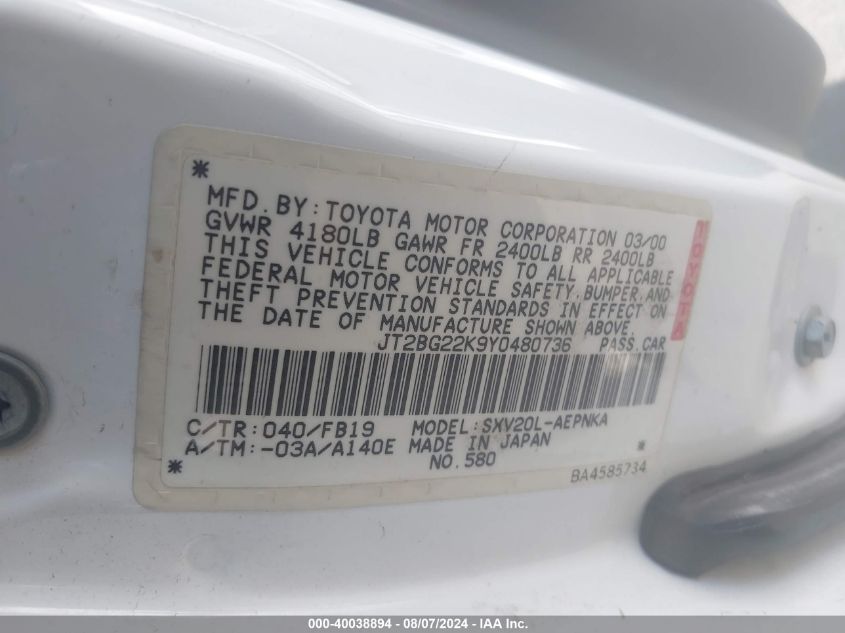 MFD. BY: TOYOTA MOTOR CORPORATION 03/00
GVWR 4180LB GAWR FR 2400LB RR 2400LB
THIS VEHICLE CONFORMS TO ALL APPLICABLE
FEDERAL MOTOR VEHICLE SAFETY, BUMPER, AND
THEFT PREVENTION STANDARDS IN EFFECT ON
THE DATE OF MANUFACTURE SHOWN ABOVE.
TOYOTA
JT2BG22K9Y0480736 PASS. CAR
C/TR: 040/FB19 MODEL: SXV20L-AEPNKA
A/TM: -03A/A140E MADE IN JAPAN
NO. 580
BA4585734
000-40038894 - 08/07/2024 - IAA Inc.